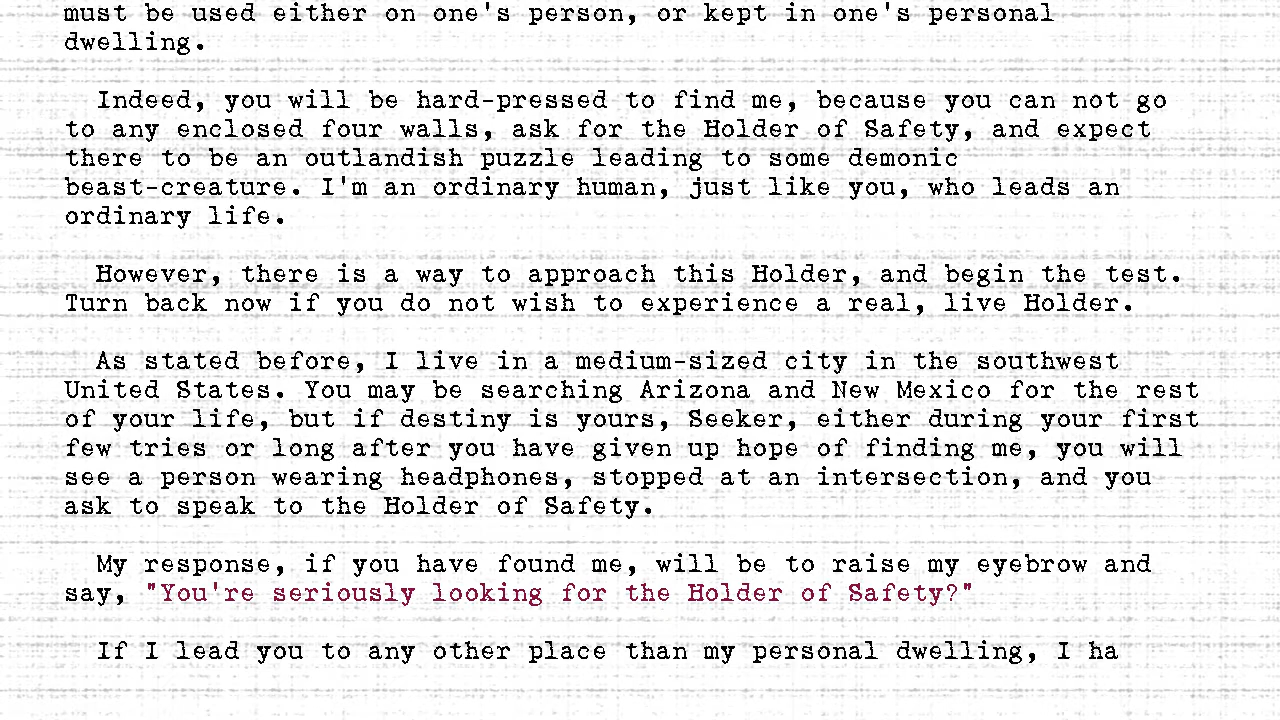 must be used either on one's person, or kept in one's personal
dwelling.
Indeed, you will be hard-pressed to find me, because you can not go
to any enclosed four walls, ask for the Holder of Safety, and expect
there to be an outlandish puzzle leading to some demonic
beast-creature. I'm an ordinary human, just like you, who leads an
ordinary life.
However, there is a way to approach this Holder, and begin the test.
Turn back now if you do not wish to experience a real, live Holder.
As stated before, I live in a medium-sized city in the southwest
United States. You may be searching Arizona and New Mexico for the rest
of your life, but if destiny is yours, Seeker, either during your first
few tries or long after you have given up hope of finding me, you will
see a person wearing headphones, stopped at an intersection, and you
ask to speak to the Holder of Safety.
My response, if you have found me, will be to raise my eyebrow and
say, "You're seriously looking for the Holder of Safety?"
If I lead you to any other place than my personal dwelling, I ha